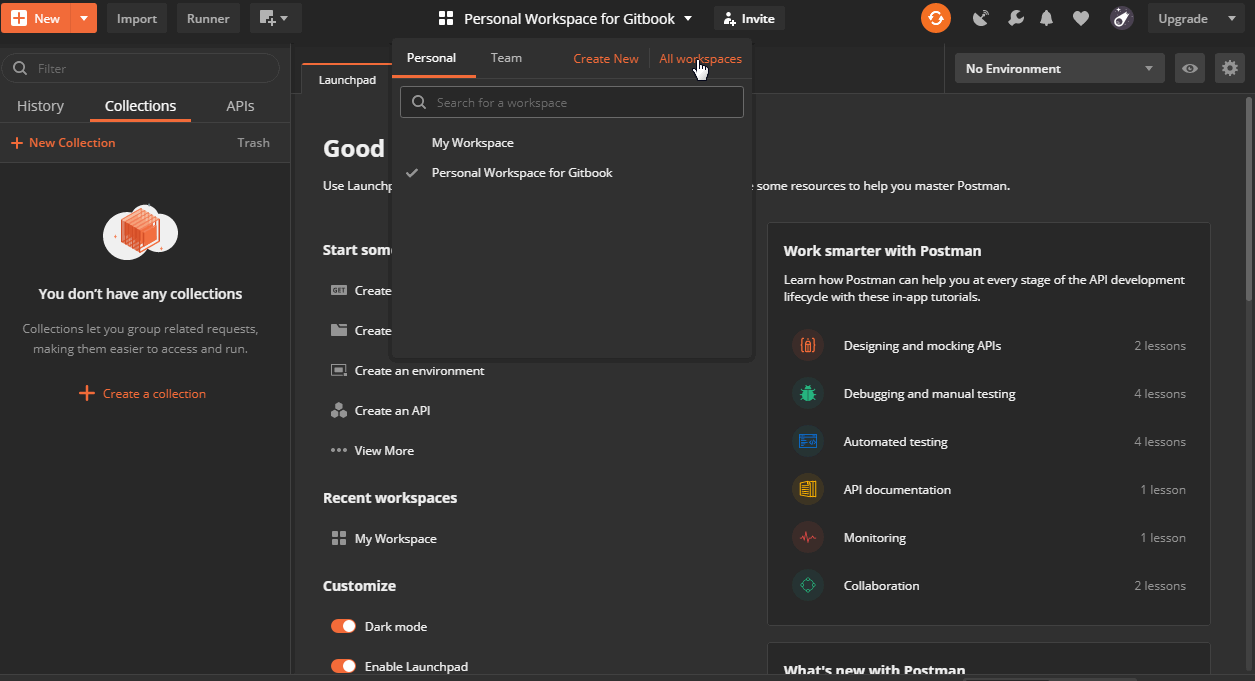 New
Import
Runner
Personal Workspace for Gitbook
Invite
Upgrade
Filter
History
Collections
APIs
New Collection
Trash
You don't have any collections
Collections let you group related requests,
making them easier to access and run.
Create a collection
Launchpad
Personal
Team
Create New
All workspaces
Search for a workspace
My Workspace
Personal Workspace for Gitbook
No Environment
Good
Use Launchp
some resources to help you master Postman.
Start som
GET Create
Create
Create an environment
Create an API
View More
Recent workspaces
My Workspace
Customize
Dark mode
Enable Launchpad
Work smarter with Postman
Learn how Postman can help you at every stage of the API development
lifecycle with these in-app tutorials.
Designing and mocking APIs 2 lessons
Debugging and manual testing 4 lessons
Automated testing 4 lessons
API documentation 1 lesson
Monitoring 1 lesson
Collaboration 2 lessons
What's new with Postman